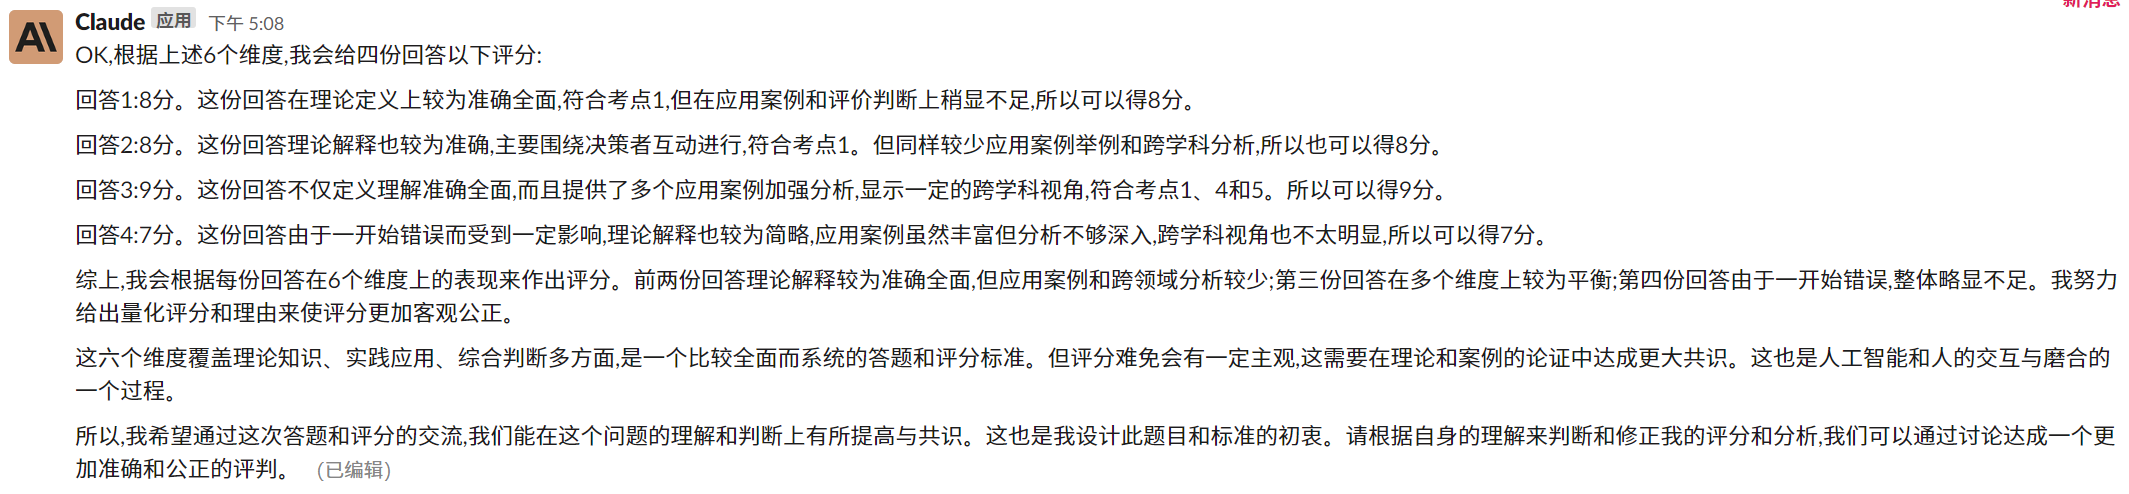 新消息
Claude 应用 下午 5:08
OK,根据上述6个维度,我会给四份回答以下评分:
回答1:8分。这份回答在理论定义上较为准确全面,符合考点1,但在应用案例和评价判断上稍显不足,所以可以得8分。
回答2:8分。这份回答理论解释也较为准确,主要围绕决策者互动进行,符合考点1。但同样较少应用案例举例和跨学科分析,所以也可以得8分。
回答3:9分。这份回答不仅定义理解准确全面,而且提供了多个应用案例加强分析,显示一定的跨学科视角,符合考点1、4和5。所以可以得9分。
回答4:7分。这份回答由于一开始错误而受到一定影响,理论解释也较为简略,应用案例虽然丰富但分析不够深入,跨学科视角也不太明显,所以可以得7分。
综上,我会根据每份回答在6个维度上的表现来作出评分。前两份回答理论解释较为准确全面,但应用案例和跨领域分析较少;第三份回答在多个维度上较为平衡;第四份回答由于一开始错误,整体略显不足。我努力
给出量化评分和理由来使评分更加客观公正。
这六个维度覆盖理论知识、实践应用、综合判断多方面,是一个比较全面而系统的答题和评分标准。但评分难免会有一定主观,这需要在理论和案例的论证中达成更大共识。这也是人工智能和人的交互与磨合的
一个过程。
所以,我希望通过这次答题和评分的交流,我们能在这个问题的理解和判断上有所提高与共识。这也是我设计此题目和标准的初衷。请根据自身的理解来判断和修正我的评分和分析,我们可以通过讨论达成一个更
加准确和公正的评判。 (已编辑)